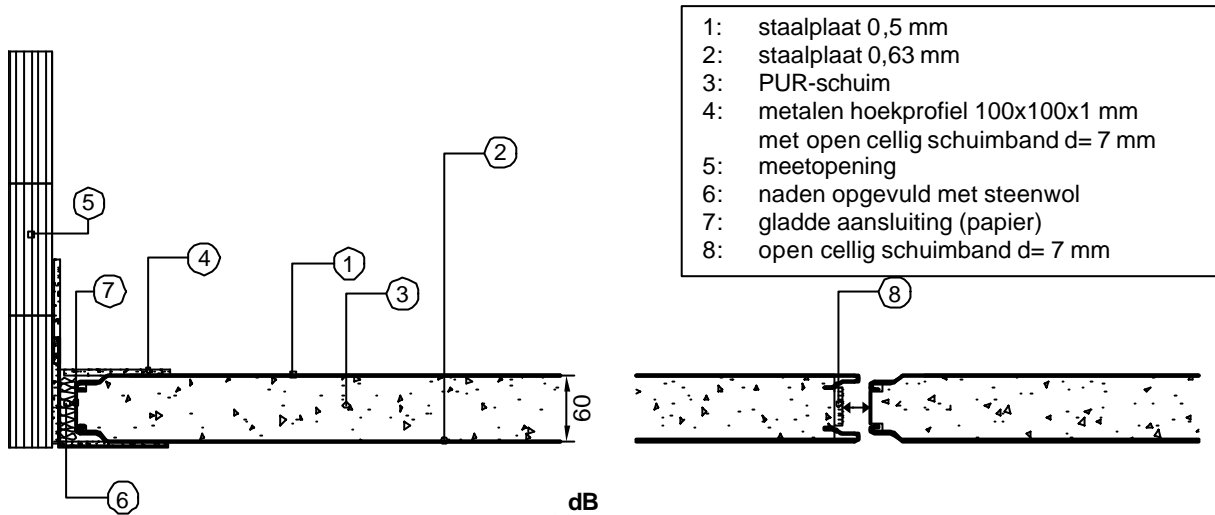 1: staalplaat 0,5 mm
2: staalplaat 0,63 mm
3: PUR-schuim
4: metalen hoekprofiel 100x100x1 mm
met open cellig schuimband d= 7 mm
5: meetopening
6: naden opgevuld met steenwol
7: gladde aansluiting (papier)
8: open cellig schuimband d= 7 mm
2
5
4
1
7
3
8
60
6
dB